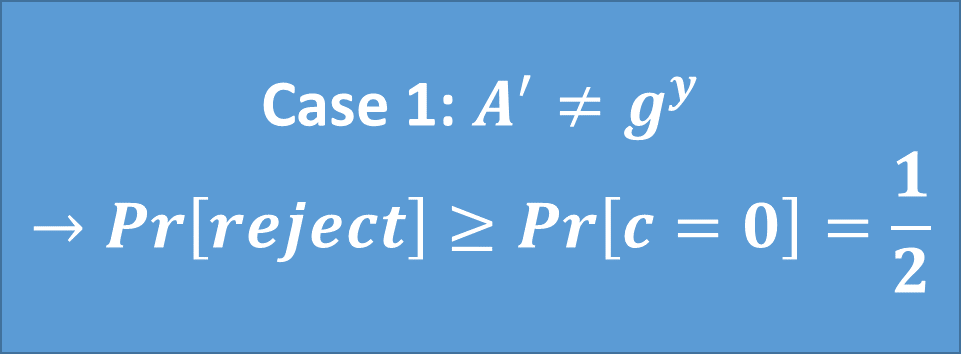 Case 1: A′ ≠ g^y
→ Pr[reject] ≥ Pr[c = 0] = 1/2